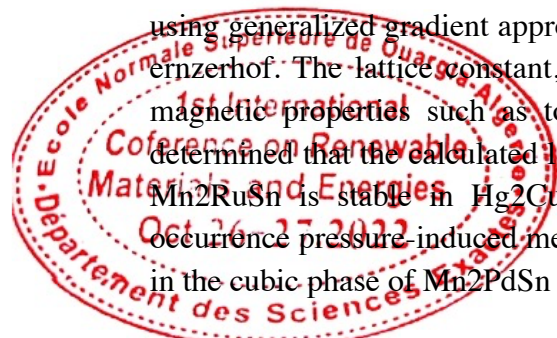 using generalized gradient appro
ernzerhof. The lattice constant,
magnetic properties such as to
determined that the calculated l
Mn2RuSn is stable in Hg2Cu
occurrence pressure-induced me
in the cubic phase of Mn2PdSn
Ecole Normale Supérieure de Ouargla-Algeria
1st International
Coference on Renewable
Materials and Energies
Oct 26-27 2022
Département des Sciences Exactes